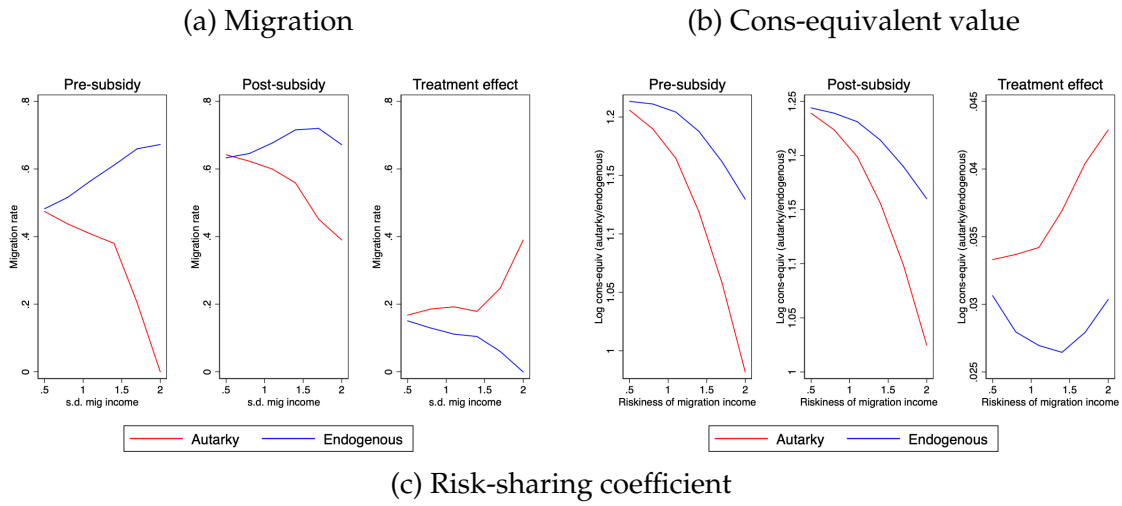 (a) Migration
(b) Cons-equivalent value
Pre-subsidy
Post-subsidy
Treatment effect
Migration rate
0
.2
.4
.6
.8
.5
1
1.5
2
s.d. mig income
Migration rate
0
.2
.4
.6
.8
.5
1
1.5
2
s.d. mig income
Migration rate
0
.2
.4
.6
.8
.5
1
1.5
2
s.d. mig income
Autarky
Endogenous
Pre-subsidy
Post-subsidy
Treatment effect
Log cons-equiv (autarky/endogenous)
1
1.05
1.1
1.15
1.2
.5
1
1.5
2
Riskiness of migration income
Log cons-equiv (autarky/endogenous)
1
1.05
1.1
1.15
1.2
1.25
.5
1
1.5
2
Riskiness of migration income
Log cons-equiv (autarky/endogenous)
.025
.03
.035
.04
.045
.5
1
1.5
2
Riskiness of migration income
Autarky
Endogenous
(c) Risk-sharing coefficient